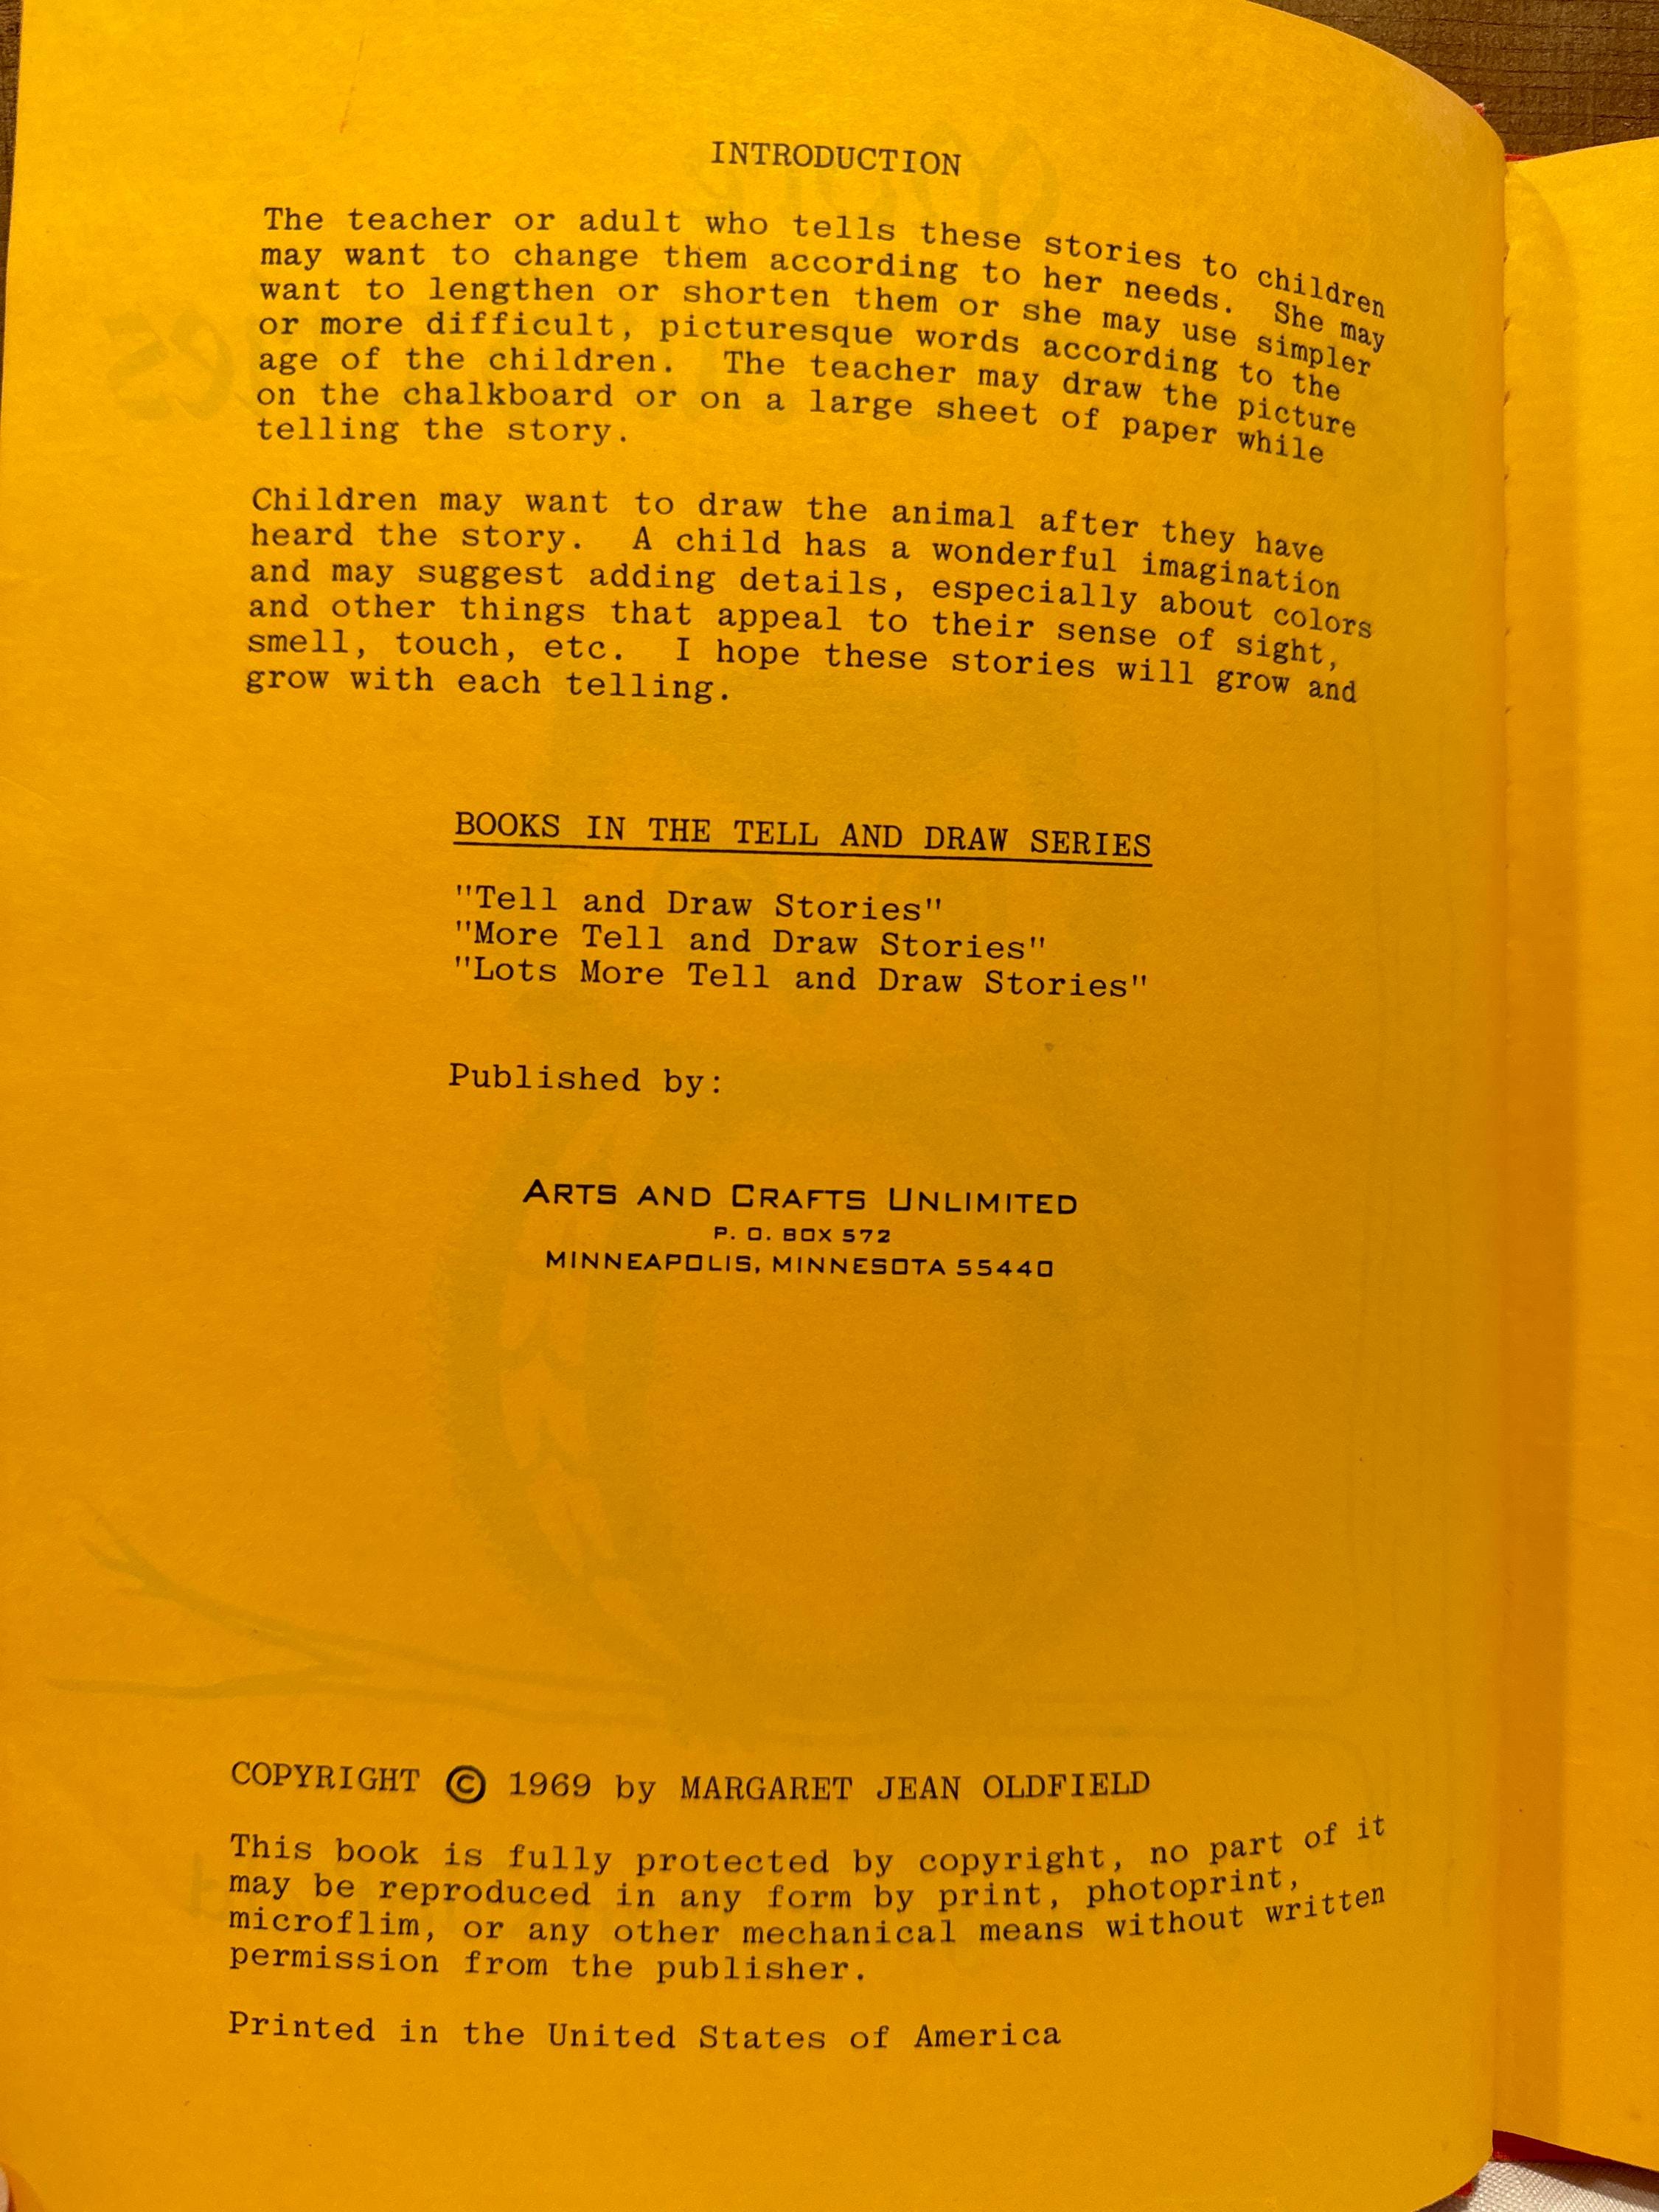 INTRODUCTION
The teacher or adult who tells these stories to children
may want to change them according to her needs. She may
want to lengthen or shorten them or she may use simpler
or more difficult, picturesque words according to the
age of the children. The teacher may draw the picture
on the chalkboard or on a large sheet of paper while
telling the story.
Children may want to draw the animal after they have
heard the story. A child has a wonderful imagination
and may suggest adding details, especially about colors
and other things that appeal to their sense of sight,
smell, touch, etc. I hope these stories will grow and
grow with each telling.
BOOKS IN THE TELL AND DRAW SERIES
"Tell and Draw Stories"
"More Tell and Draw Stories"
"Lots More Tell and Draw Stories"
Published by:
ARTS AND CRAFTS UNLIMITED
P. O. BOX 572
MINNEAPOLIS, MINNESOTA 55440
COPYRIGHT © 1969 by MARGARET JEAN OLDFIELD
This book is fully protected by copyright, no part of it
may be reproduced in any form by print, photoprint,
microflim, or any other mechanical means without written
permission from the publisher.
Printed in the United States of America